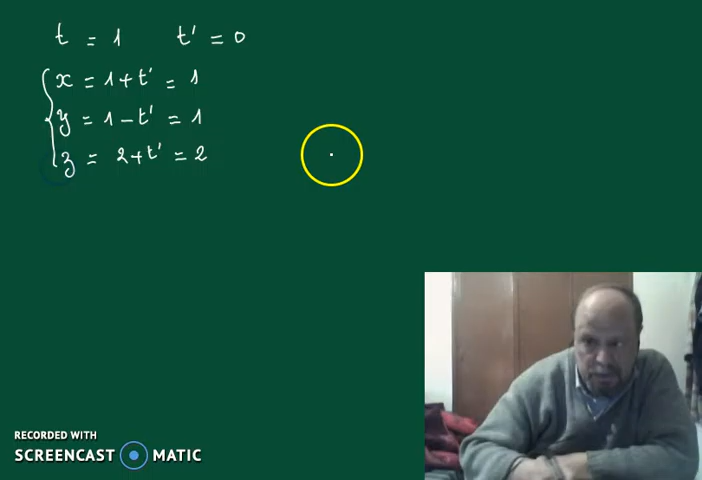 t = 1 t' = 0
x = 1 + t' = 1
y = 1 - t' = 1
z = 2 + t' = 2
RECORDED WITH
SCREENCAST MATIC